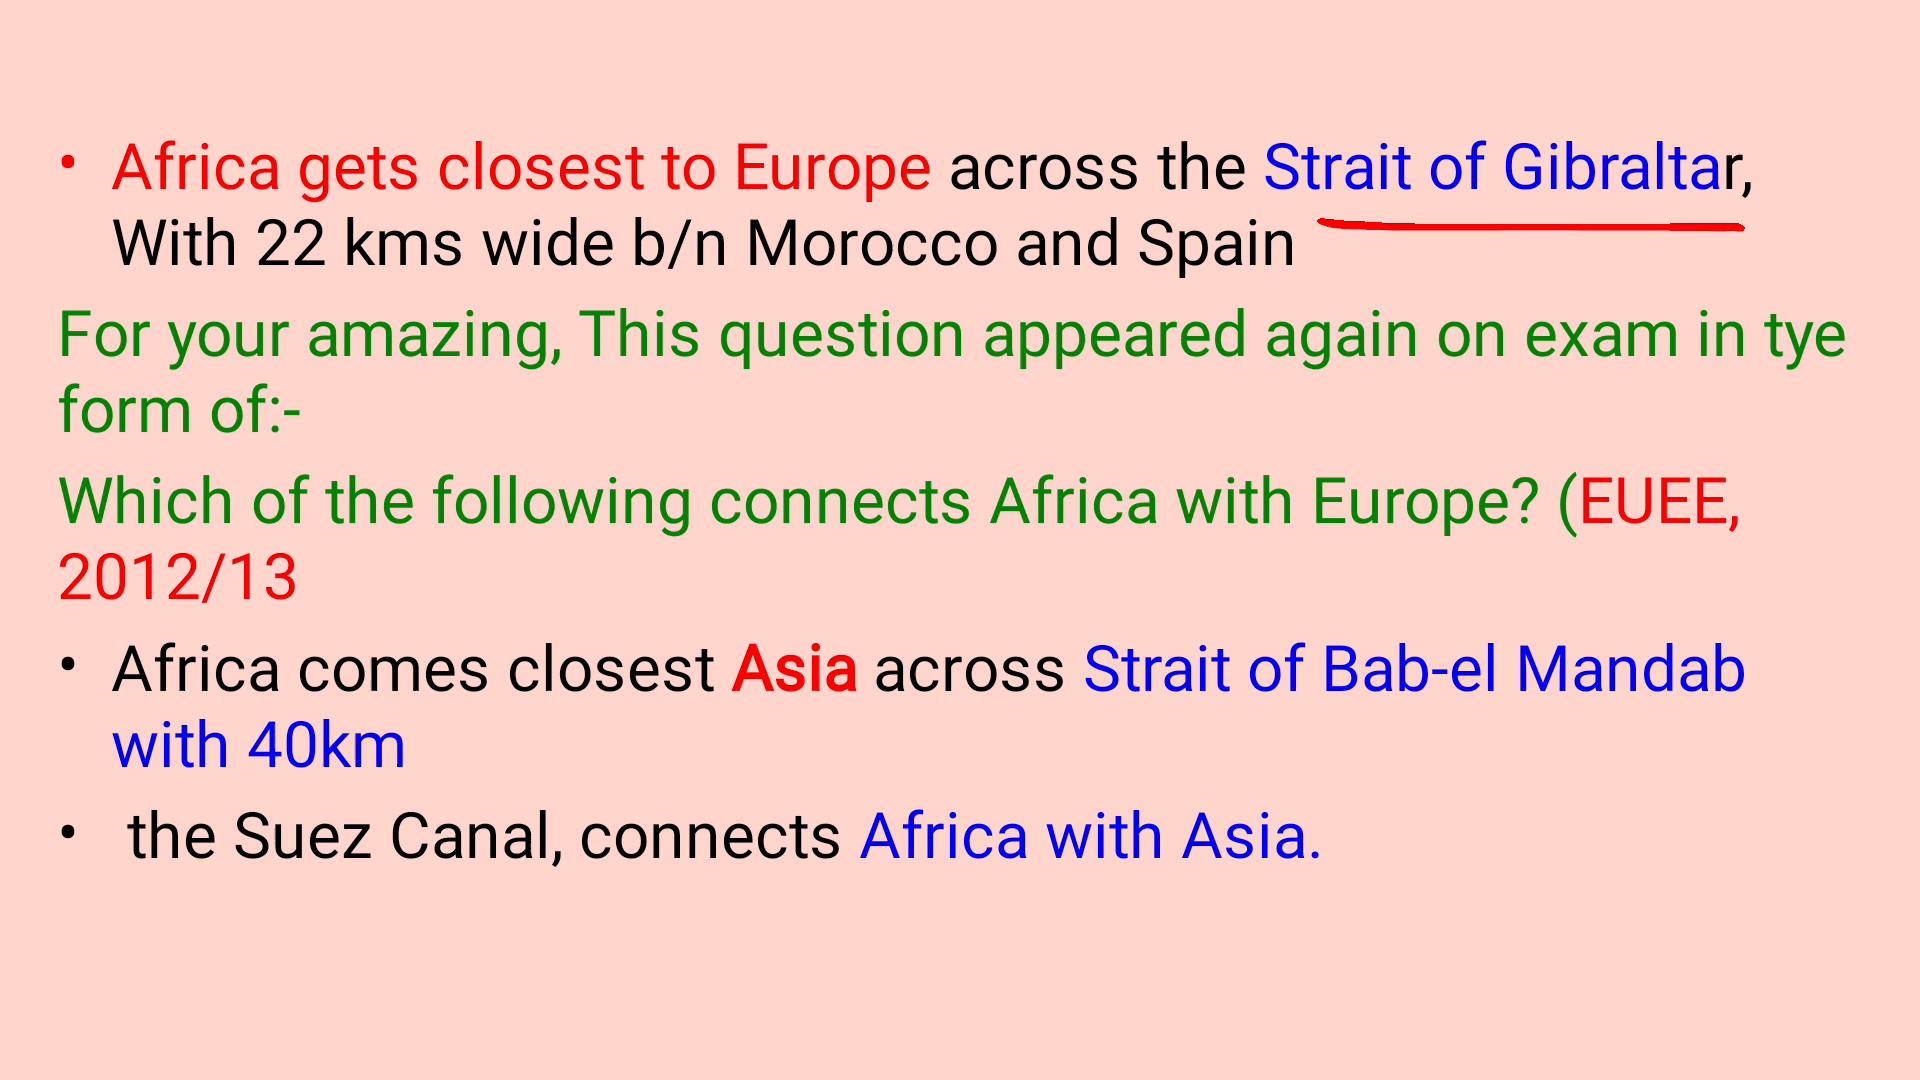 • Africa gets closest to Europe across the Strait of Gibraltar,
With 22 kms wide b/n Morocco and Spain
For your amazing, This question appeared again on exam in tye
form of:-
Which of the following connects Africa with Europe? (EUEE,
2012/13
• Africa comes closest Asia across Strait of Bab-el Mandab
with 40km
• the Suez Canal, connects Africa with Asia.